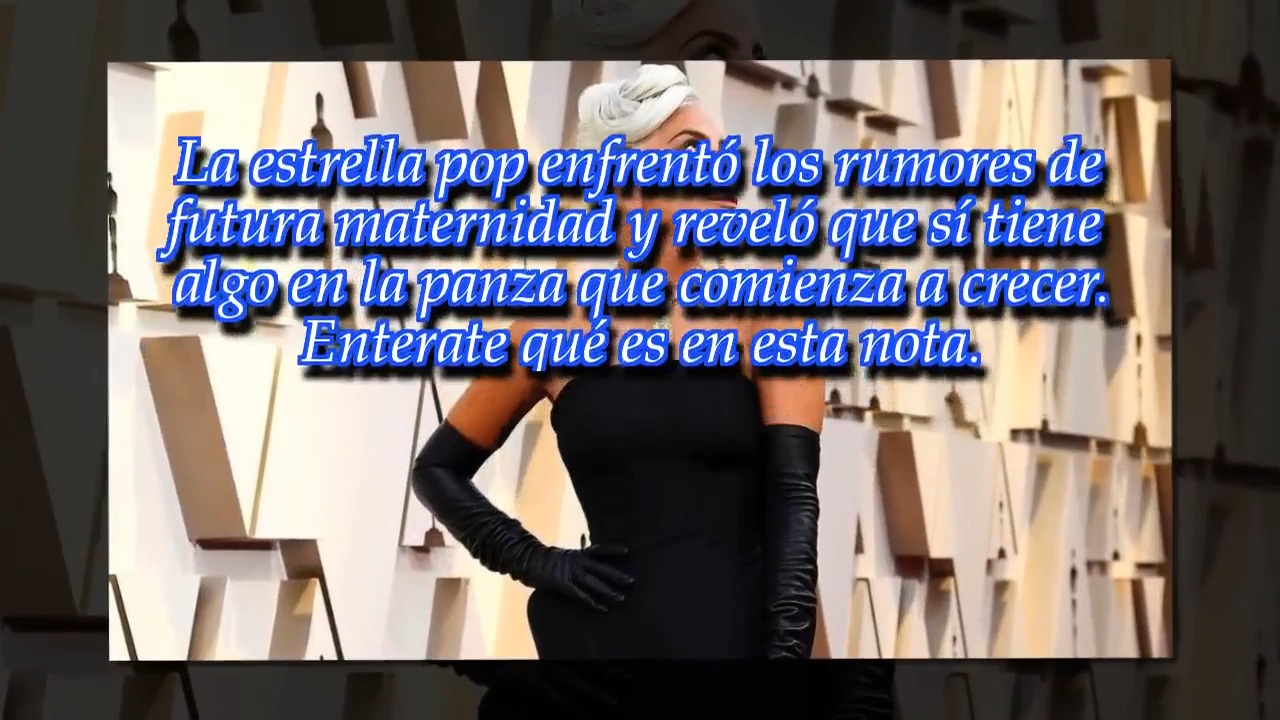 La estrella pop enfrentó los rumores de
futura maternidad y reveló que sí tiene
algo en la panza que comienza a crecer.
Enterate qué es en esta nota.